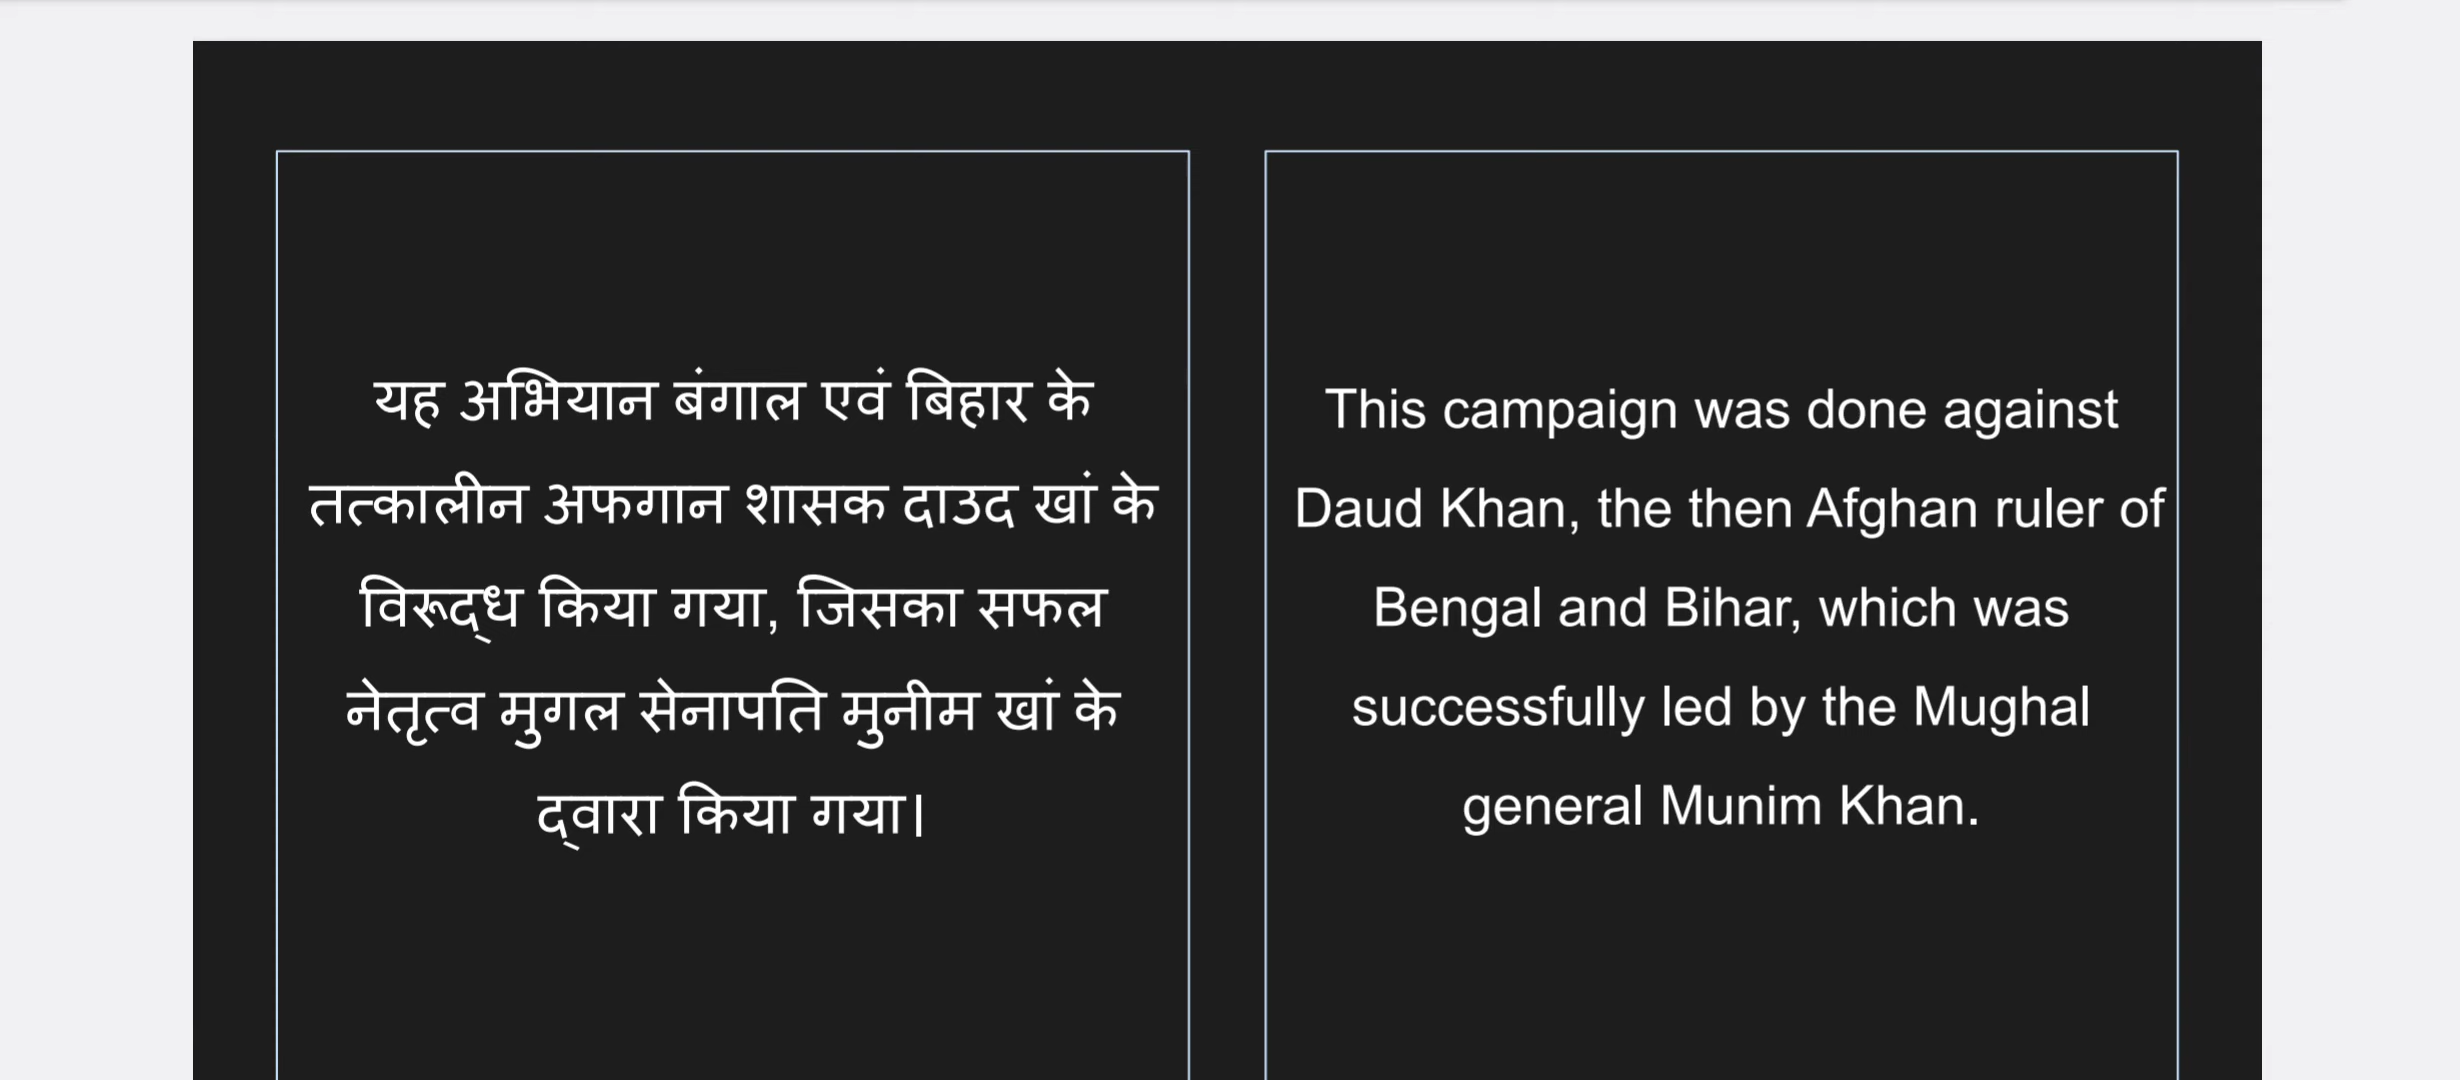 यह अभियान बंगाल एवं बिहार के
तत्कालीन अफगान शासक दाउद खां के
विरूद्ध किया गया, जिसका सफल
नेतृत्व मुगल सेनापति मुनीम खां के
द्वारा किया गया।
This campaign was done against
Daud Khan, the then Afghan ruler of
Bengal and Bihar, which was
successfully led by the Mughal
general Munim Khan.